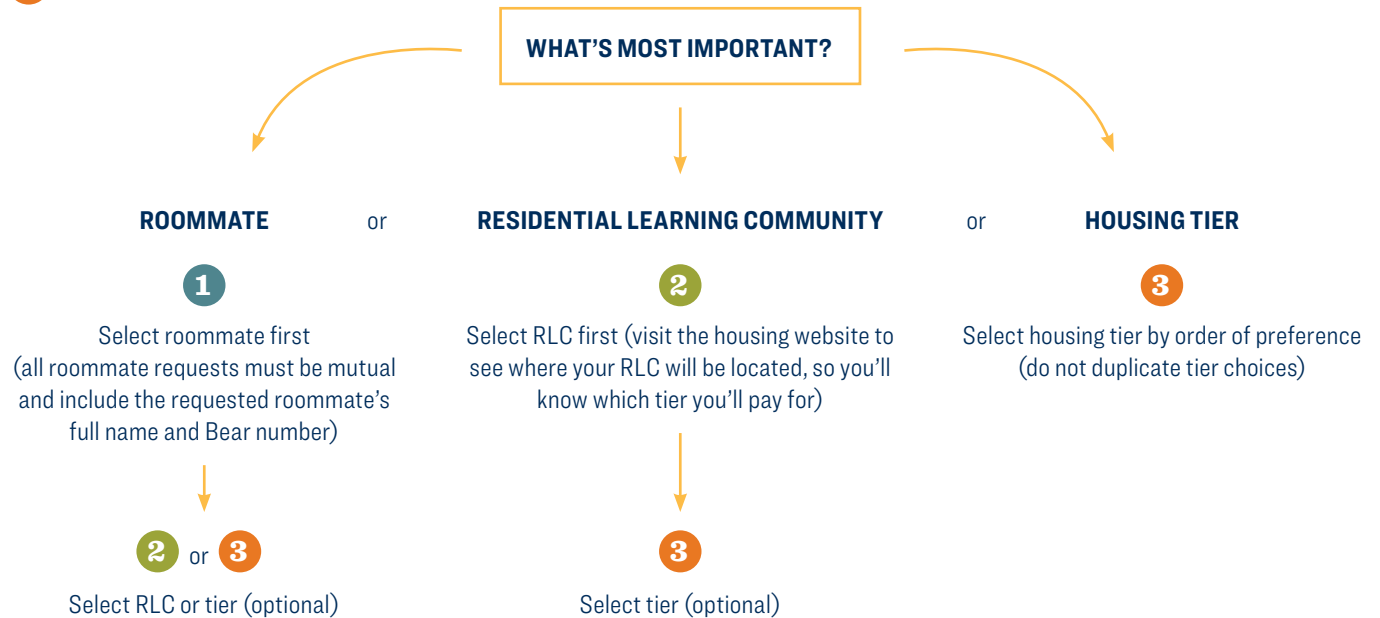 WHAT'S MOST IMPORTANT?
ROOMMATE or RESIDENTIAL LEARNING COMMUNITY or HOUSING TIER
1
Select roommate first
(all roommate requests must be mutual
and include the requested roommate's
full name and Bear number)
2
Select RLC first (visit the housing website to
see where your RLC will be located, so you'll
know which tier you'll pay for)
3
Select housing tier by order of preference
(do not duplicate tier choices)
2 or 3
Select RLC or tier (optional)
3
Select tier (optional)